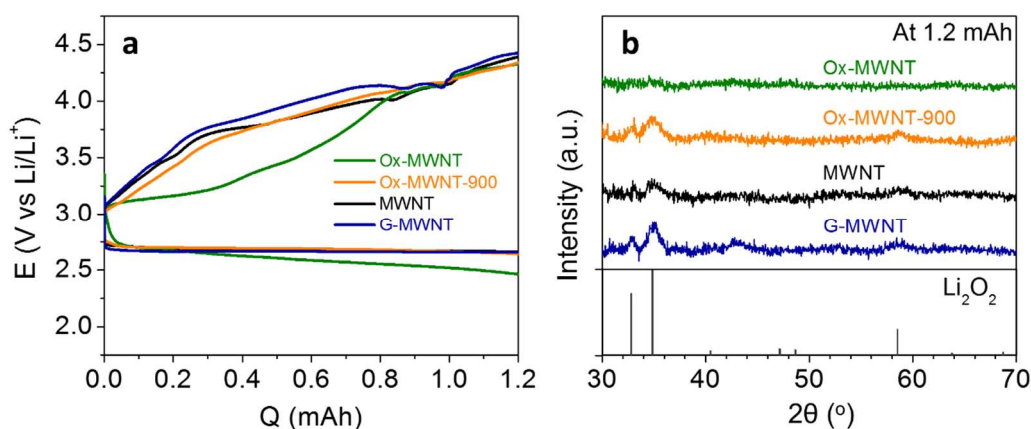 a
E (V vs Li/Li⁺)
4.5
4.0
3.5
3.0
2.5
2.0
Ox-MWNT
Ox-MWNT-900
MWNT
G-MWNT
0.0 0.2 0.4 0.6 0.8 1.0 1.2
Q (mAh)
b
At 1.2 mAh
Intensity (a.u.)
Ox-MWNT
Ox-MWNT-900
MWNT
G-MWNT
Li₂O₂
30 40 50 60 70
2θ (°)